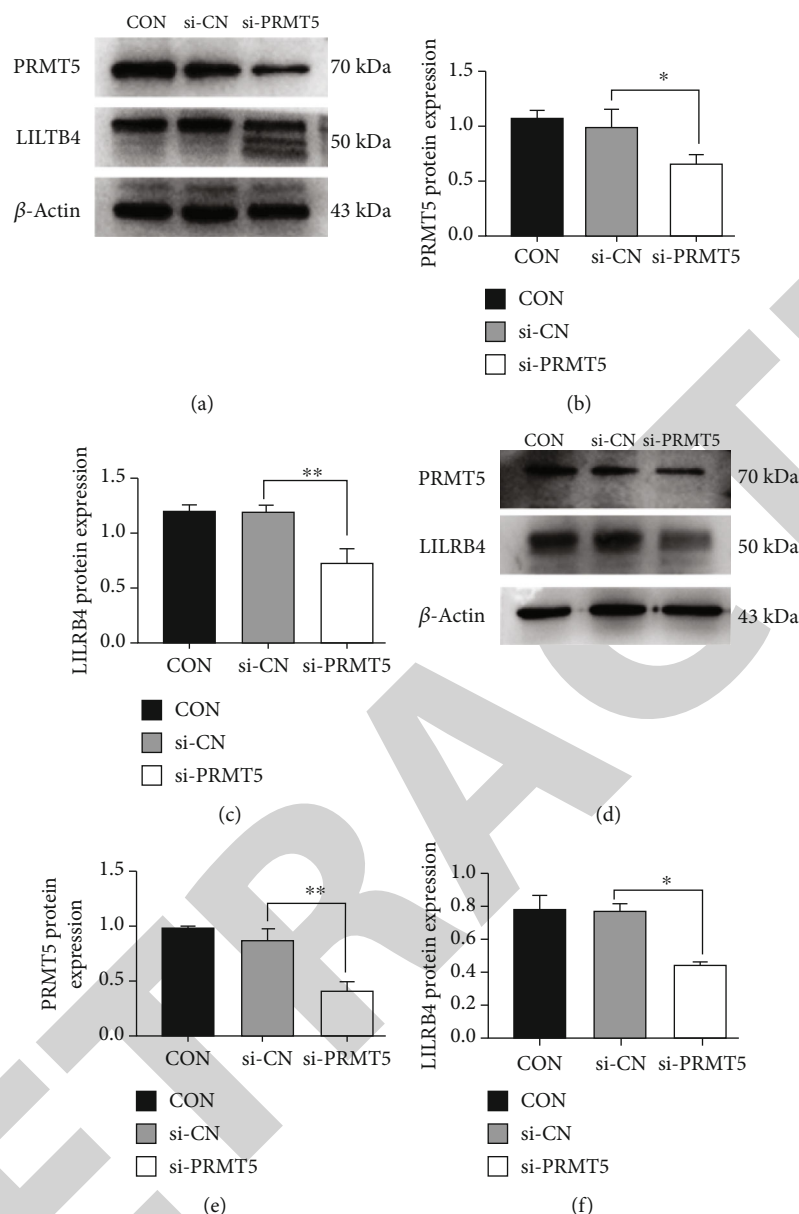 CON si-CN si-PRMT5
PRMT5 70 kDa
LILTB4 50 kDa
β-Actin 43 kDa
(a)
PRMT5 protein expression
1.5
1.0
0.5
0.0
*
CON si-CN si-PRMT5
CON
si-CN
si-PRMT5
(b)
LILRB4 protein expression
1.5
1.0
0.5
0.0
**
CON si-CN si-PRMT5
CON
si-CN
si-PRMT5
(c)
CON si-CN si-PRMT5
PRMT5 70 kDa
LILRB4 50 kDa
β-Actin 43 kDa
(d)
PRMT5 protein
expression
1.5
1.0
0.5
0.0
**
CON si-CN si-PRMT5
CON
si-CN
si-PRMT5
(e)
LILRB4 protein expression
1.0
0.8
0.6
0.4
0.2
0.0
*
CON si-CN si-PRMT5
CON
si-CN
si-PRMT5
(f)
ETRACT